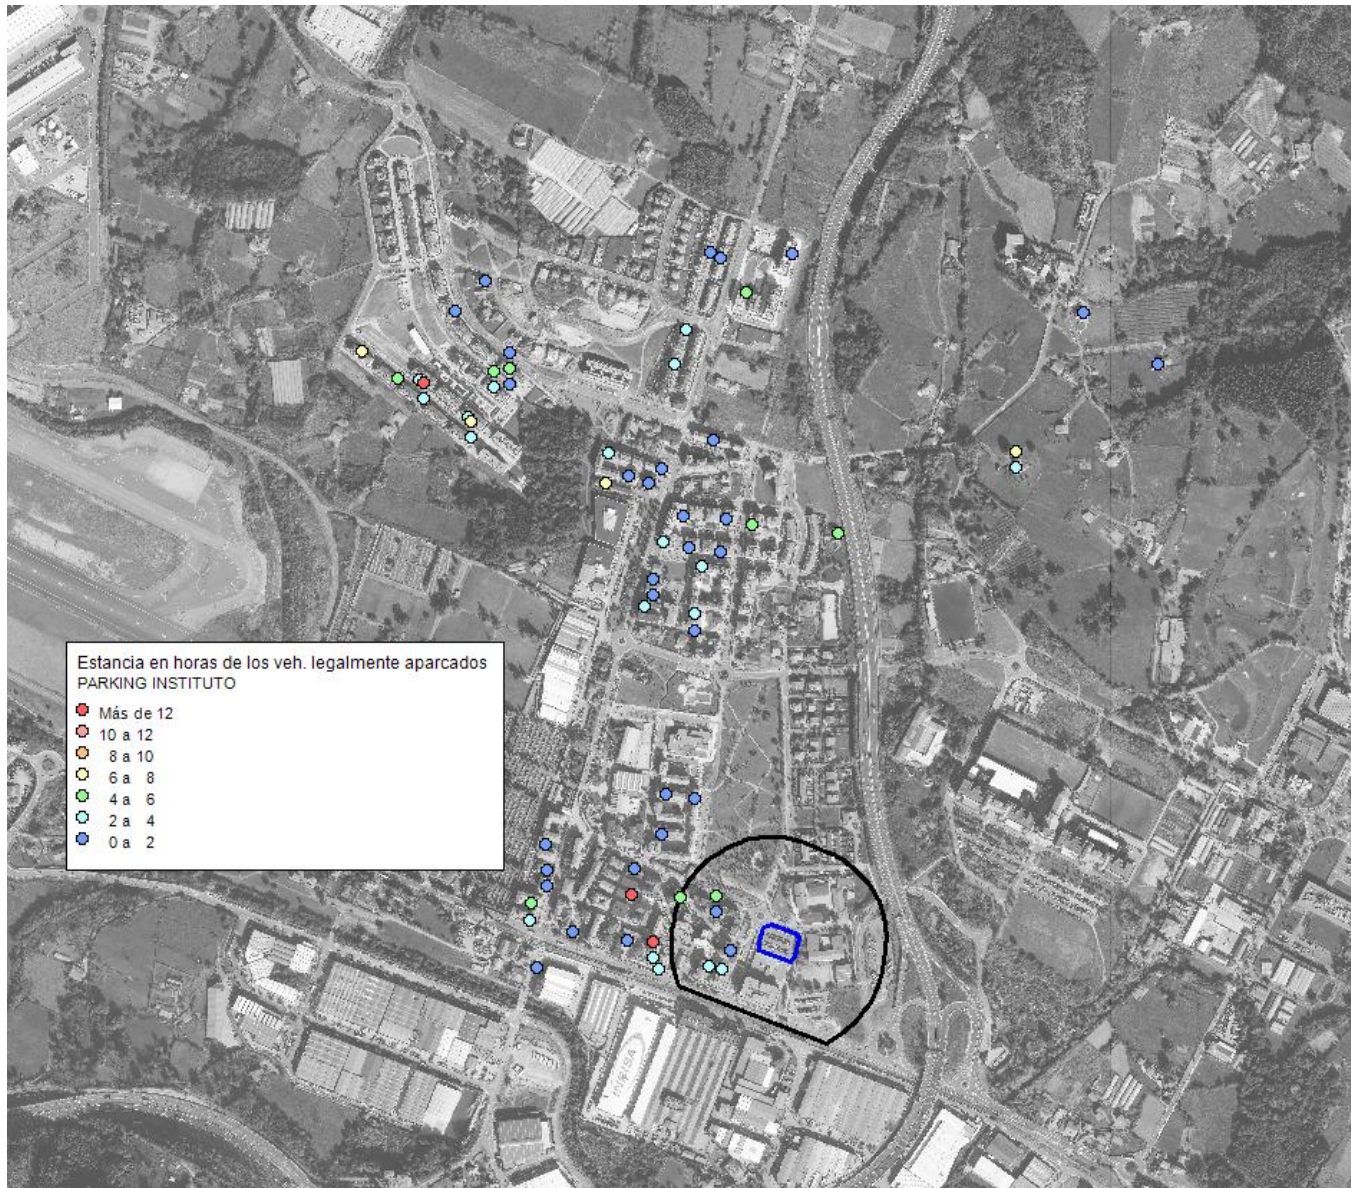 Estancia en horas de los veh. legalmente aparcados
PARKING INSTITUTO
Más de 12
10 a 12
8 a 10
6 a 8
4 a 6
2 a 4
0 a 2